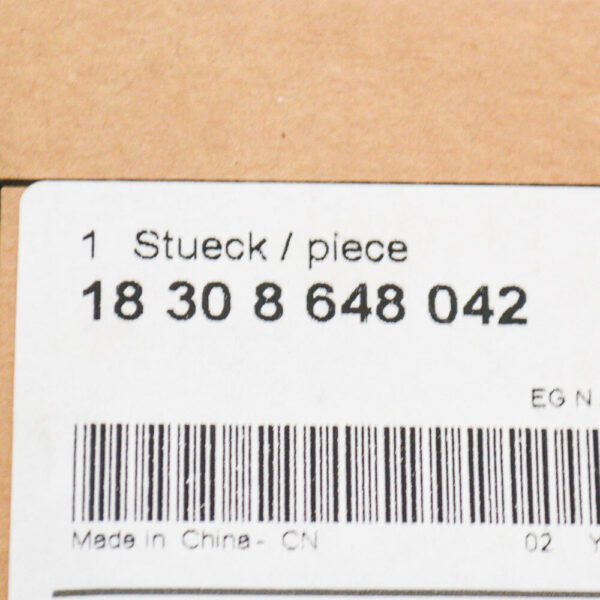 1 Stueck / piece
18 30 8 648 042
EG N
Made in China - CN 02 Y